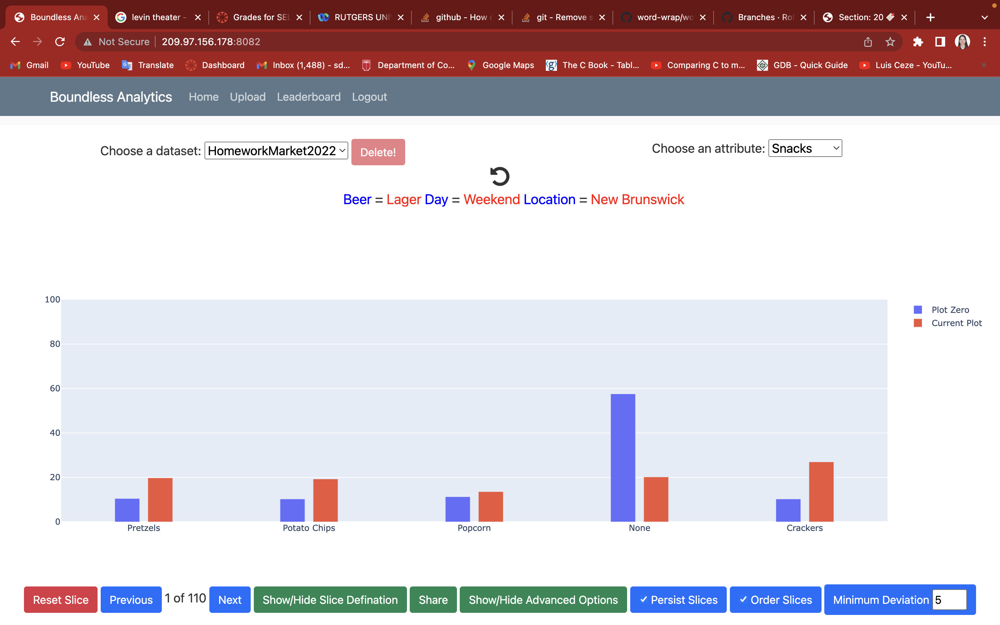 Boundless Ana
levin theater -
Grades for SEL
RUTGERS UNI
github - How
git - Remove s
word-wrap/wo
Branches · Rol
Section: 20
Not Secure 209.97.156.178:8082
Gmail YouTube Translate Dashboard Inbox (1,488) - sd... Department of Co... Google Maps The C Book - Tabl... Comparing C to m... GDB - Quick Guide Luis Ceze - YouTu... »
Boundless Analytics Home Upload Leaderboard Logout
Choose a dataset: HomeworkMarket2022 Delete! Choose an attribute: Snacks
Beer = Lager Day = Weekend Location = New Brunswick
100
80
60
40
20
0
Plot Zero
Current Plot
Pretzels Potato Chips Popcorn None Crackers
Reset Slice Previous 1 of 110 Next Show/Hide Slice Defination Share Show/Hide Advanced Options Persist Slices Order Slices Minimum Deviation 5